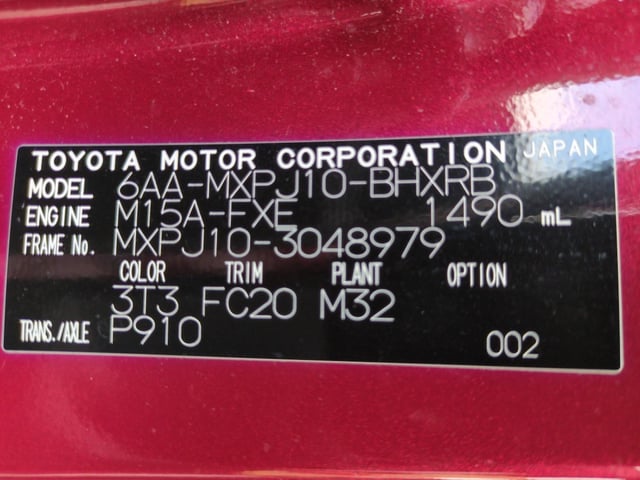 TOYOTA MOTOR CORPORATION JAPAN
MODEL 6AA-MXPJ10-BHXRB
ENGINE M15A-FXE 1490 mL
FRAME No. MXPJ10-3048979
COLOR TRIM PLANT OPTION
3T3 FC20 M32
TRANS./AXLE P910
002